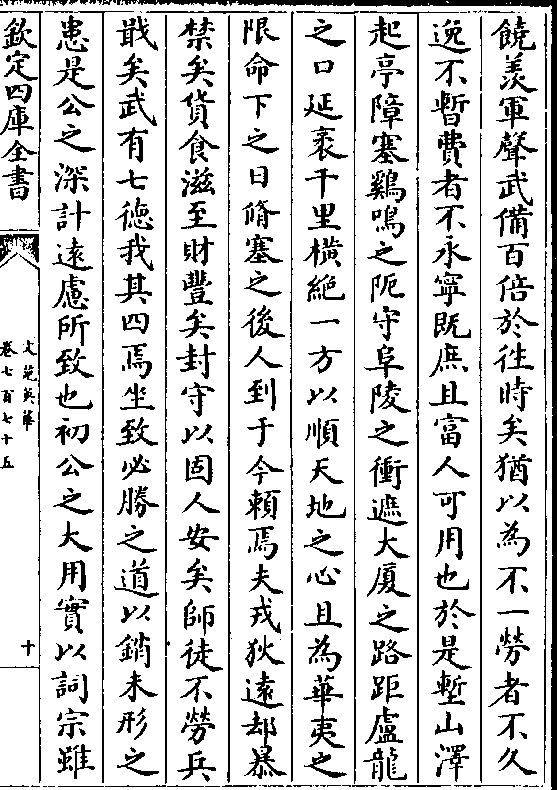 饒羨軍聲武備百倍於徃時矣猶以為不一勞者不久
逸不暫費者不永寧既庶且富人可用也於是塹山澤
起亭障塞鷄鳴之阨守阜陵之衝遮大厦之路距盧龍
之口延袤千里橫絶一方以順天地之心且為華夷之
限命下之日脩塞之後人到于今頼焉夫戎狄遠却暴
禁矣貨食滋至財豐矣封守以固人安矣師徒不勞兵
戢矣武有七徳我其四焉坐致必勝之道以銷未形之
患是公之深計遠慮所致也初公之大用實以詞宗雖
欽定四庫全書
文苑英華
卷七百七十五
十